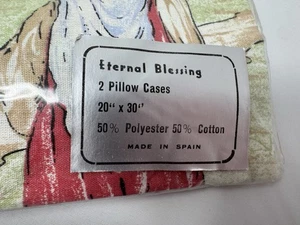 Eternal Blessing
2 Pillow Cases
20" x 30"
50% Polyester 50% Cotton
MADE IN SPAIN